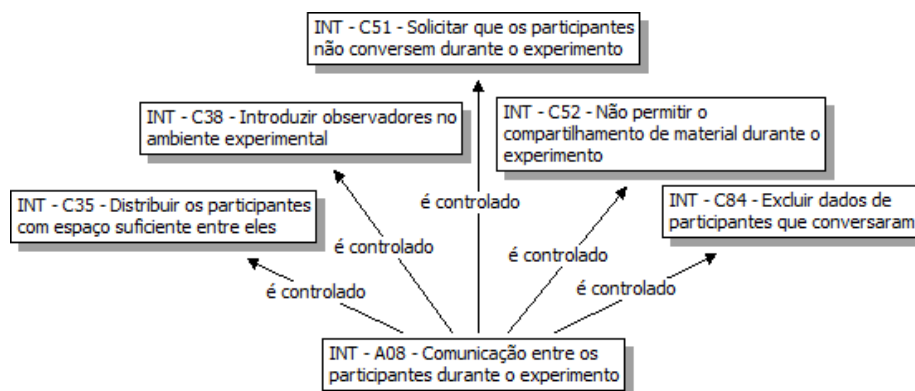 INT - C51 - Solicitar que os participantes
não conversem durante o experimento
INT - C38 - Introduzir observadores no
ambiente experimental
INT - C52 - Não permitir o
compartilhamento de material durante o
experimento
INT - C35 - Distribuir os participantes
com espaço suficiente entre eles
INT - C84 - Excluir dados de
participantes que conversaram
é controlado
é controlado
é controlado
é controlado
é controlado
INT - A08 - Comunicação entre os
participantes durante o experimento